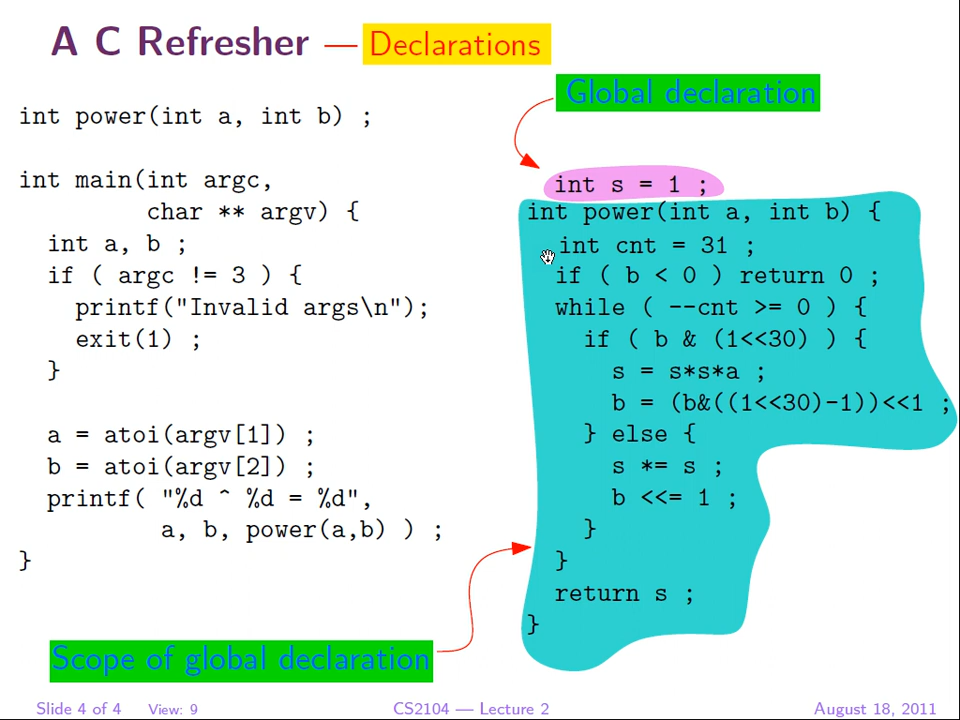 A C Refresher — Declarations
Global declaration
int power(int a, int b) ;
int main(int argc,
char ** argv) {
int a, b ;
if ( argc != 3 ) {
printf("Invalid args\n");
exit(1) ;
}
a = atoi(argv[1]) ;
b = atoi(argv[2]) ;
printf( "%d ^ %d = %d",
a, b, power(a,b) ) ;
}
int s = 1 ;
int power(int a, int b) {
int cnt = 31 ;
if ( b < 0 ) return 0 ;
while ( --cnt >= 0 ) {
if ( b & (1<<30) ) {
s = s*s*a ;
b = (b&((1<<30)-1))<<1 ;
} else {
s *= s ;
b <<= 1 ;
}
}
return s ;
}
Scope of global declaration
Slide 4 of 4 View: 9 CS2104 — Lecture 2 August 18, 2011